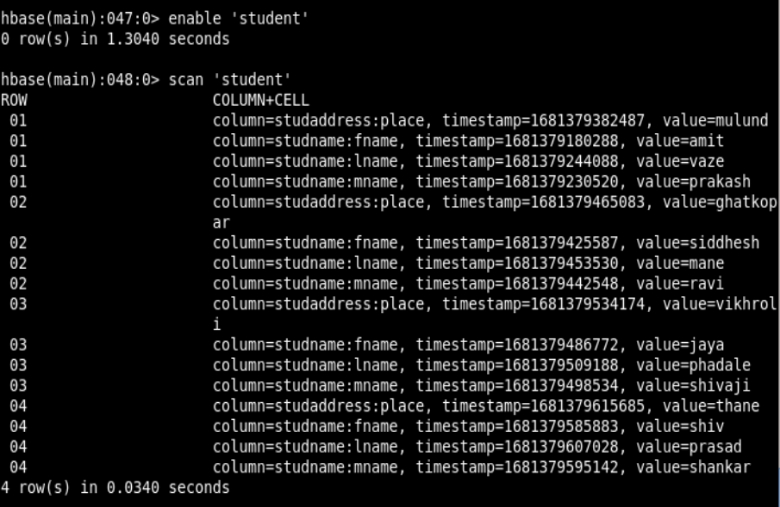 hbase(main):047:0> enable 'student'
0 row(s) in 1.3040 seconds
hbase(main):048:0> scan 'student'
ROW                   COLUMN+CELL
 01                   column=studaddress:place, timestamp=1681379382487, value=mulund
 01                   column=studname:fname, timestamp=1681379180288, value=amit
 01                   column=studname:lname, timestamp=1681379244088, value=vaze
 01                   column=studname:mname, timestamp=1681379230520, value=prakash
 02                   column=studaddress:place, timestamp=1681379465083, value=ghatkop
                      ar
 02                   column=studname:fname, timestamp=1681379425587, value=siddhesh
 02                   column=studname:lname, timestamp=1681379453530, value=mane
 02                   column=studname:mname, timestamp=1681379442548, value=ravi
 03                   column=studaddress:place, timestamp=1681379534174, value=vikhrol
                      i
 03                   column=studname:fname, timestamp=1681379486772, value=jaya
 03                   column=studname:lname, timestamp=1681379509188, value=phadale
 03                   column=studname:mname, timestamp=1681379498534, value=shivaji
 04                   column=studaddress:place, timestamp=1681379615685, value=thane
 04                   column=studname:fname, timestamp=1681379585883, value=shiv
 04                   column=studname:lname, timestamp=1681379607028, value=prasad
 04                   column=studname:mname, timestamp=1681379595142, value=shankar
4 row(s) in 0.0340 seconds